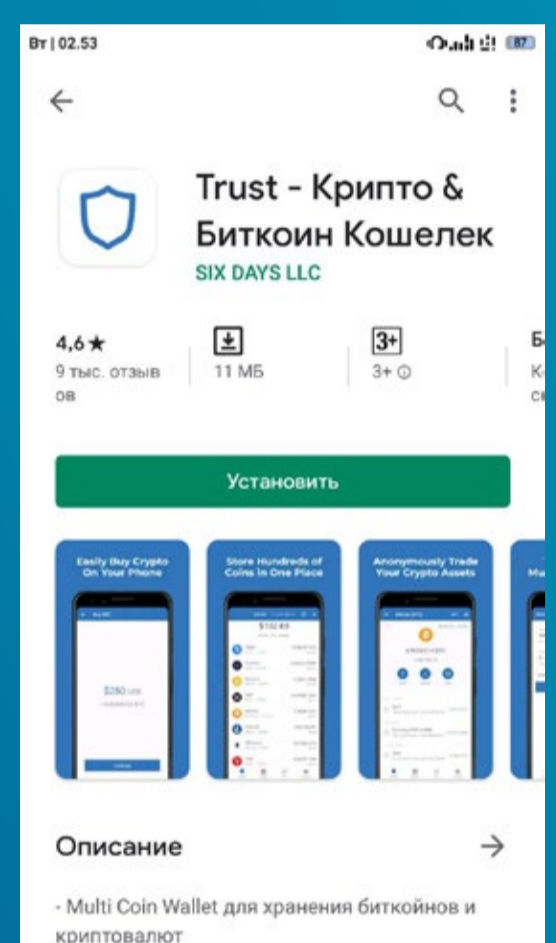 Вт | 02.53
87
Trust - Крипто &
Биткоин Кошелек
SIX DAYS LLC
4,6★
9 тыс. отзыв
ов
11 МБ
3+
3+
Установить
Easily Buy Crypto
On Your Phone
$280
Store Hundreds of
Coins in One Place
Anonymously Trade
Your Crypto Assets
Описание
- Multi Coin Wallet для хранения биткойнов и
криптовалют